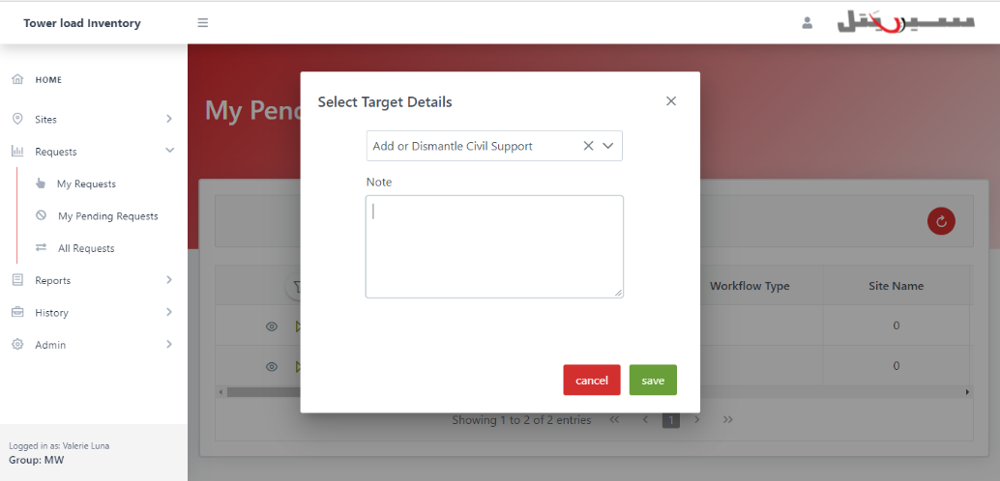 Tower load Inventory
سيريتل
HOME
Sites
Requests
My Requests
My Pending Requests
All Requests
Reports
History
Admin
Logged in as: Valerie Luna
Group: MW
My Pend
Select Target Details
Add or Dismantle Civil Support
Note
cancel
save
Workflow Type
Site Name
0
0
Showing 1 to 2 of 2 entries
1